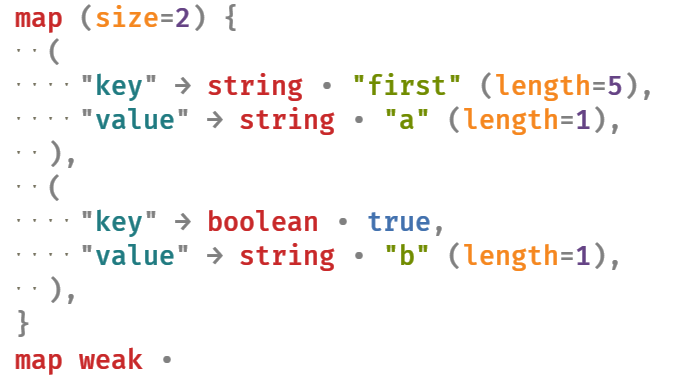 map (size=2) {
··(
····"key" → string • "first" (length=5),
····"value" → string • "a" (length=1),
··),
··(
····"key" → boolean • true,
····"value" → string • "b" (length=1),
··),
}
map weak •